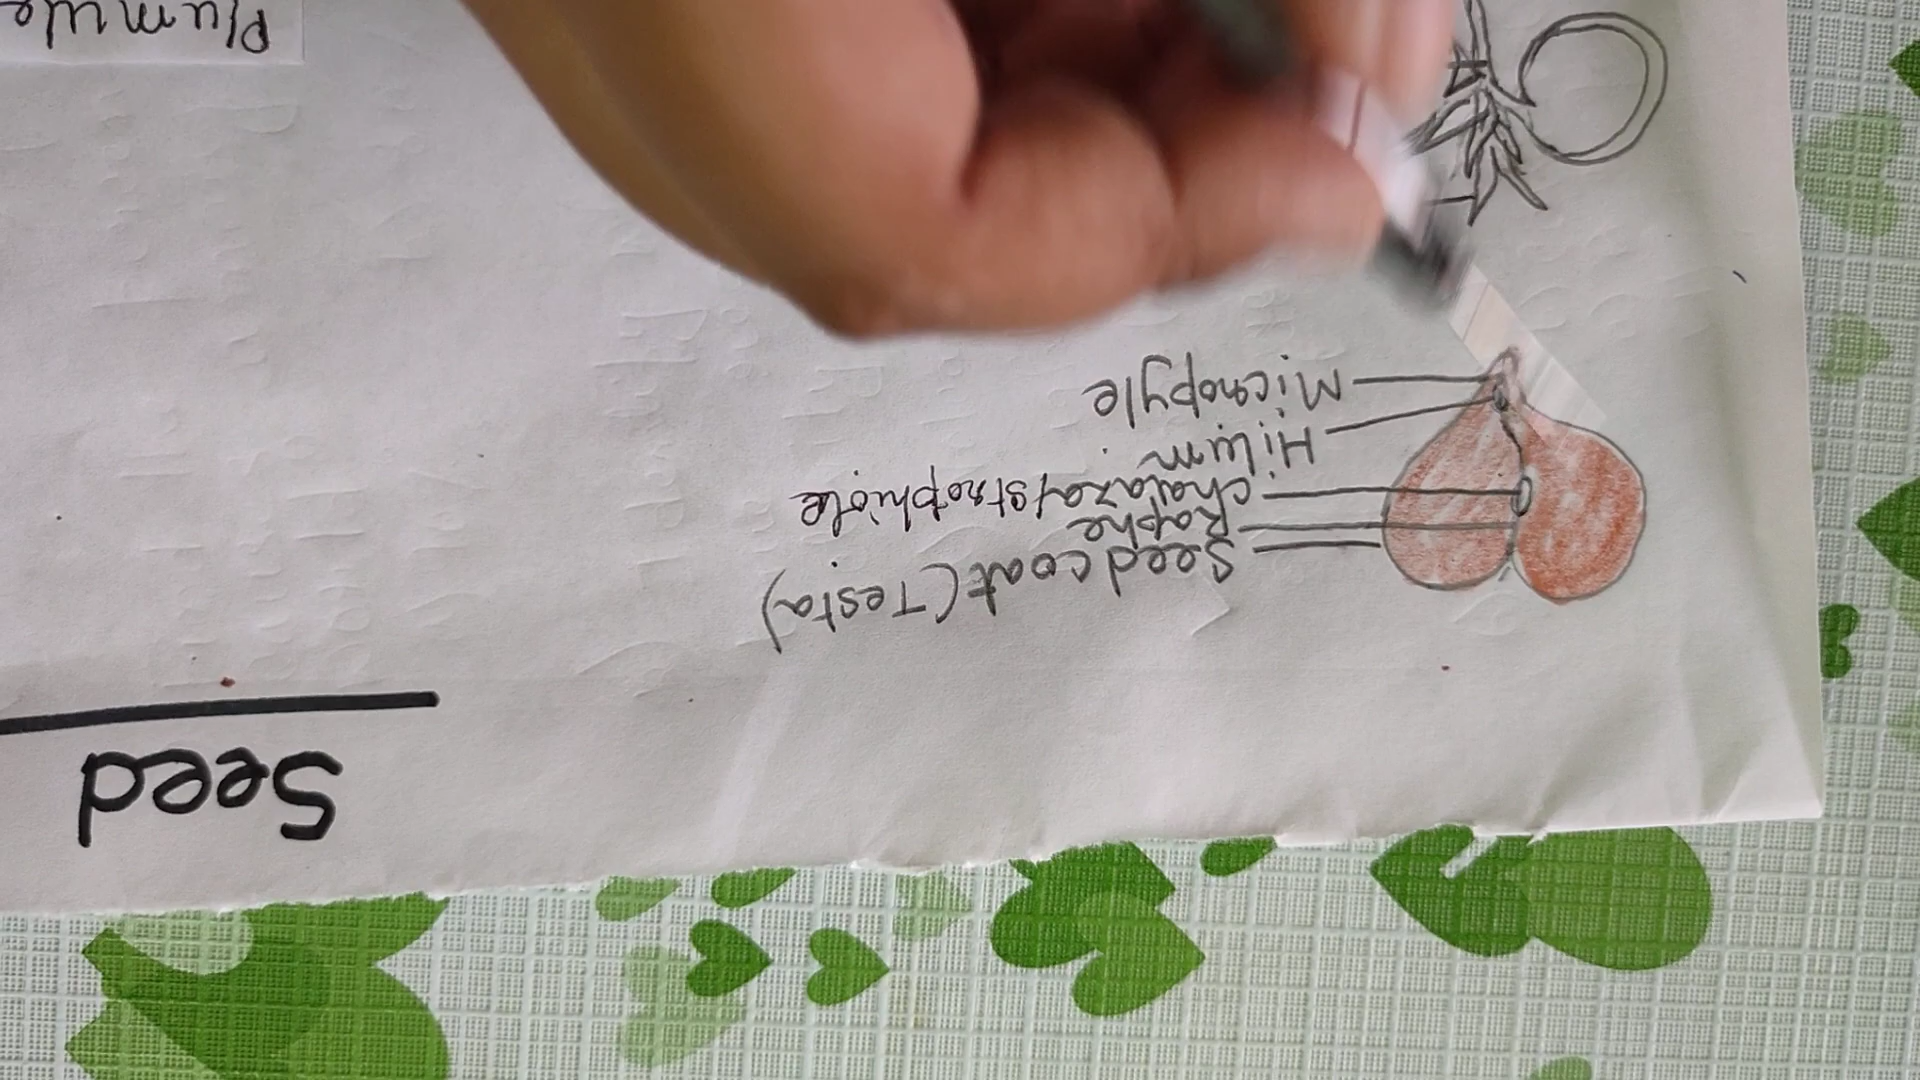 Seed
Seed coat (Testa)
Raphe
chalaza/strophiole
Hilum
Micropyle
Plumule